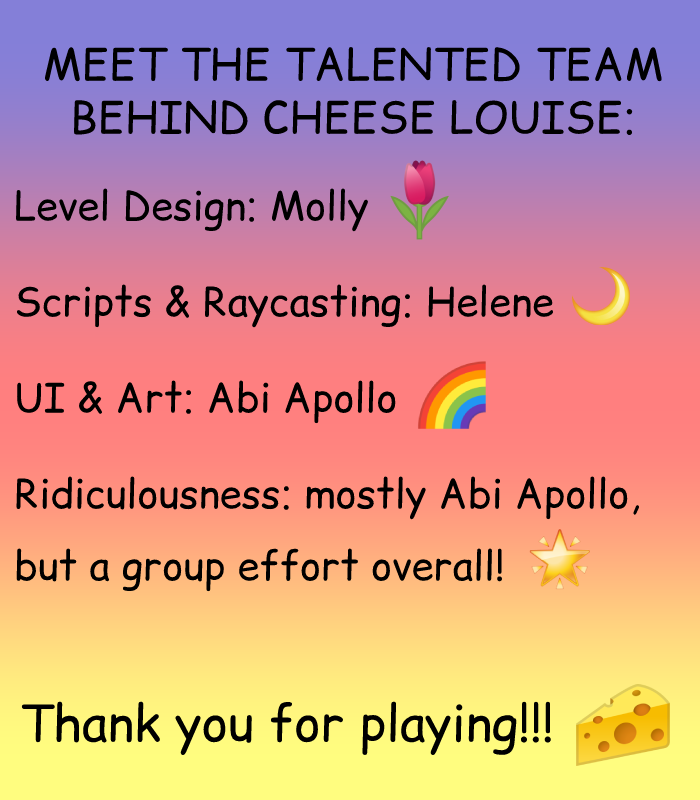 MEET THE TALENTED TEAM
BEHIND CHEESE LOUISE:
Level Design: Molly 🌷
Scripts & Raycasting: Helene 🌙
UI & Art: Abi Apollo 🌈
Ridiculousness: mostly Abi Apollo,
but a group effort overall! 🌟
Thank you for playing!!! 🧀